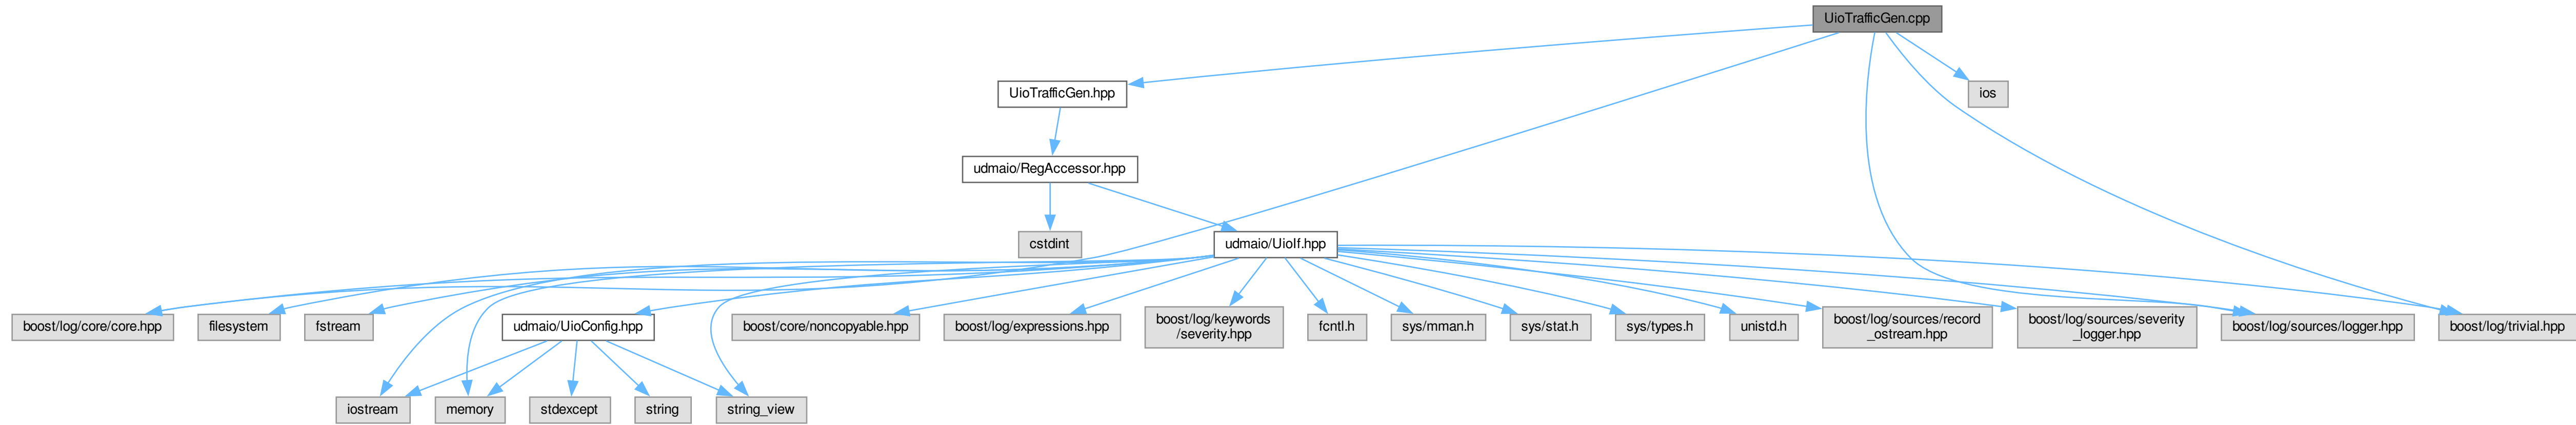 UioTrafficGen.cpp
UioTrafficGen.hpp
ios
udmaio/RegAccessor.hpp
cstdint
udmaio/UioIf.hpp
boost/log/core/core.hpp
filesystem
fstream
udmaio/UioConfig.hpp
boost/core/noncopyable.hpp
boost/log/expressions.hpp
boost/log/keywords
/severity.hpp
fcntl.h
sys/mman.h
sys/stat.h
sys/types.h
unistd.h
boost/log/sources/record
_ostream.hpp
boost/log/sources/severity
_logger.hpp
boost/log/sources/logger.hpp
boost/log/trivial.hpp
iostream
memory
stdexcept
string
string_view